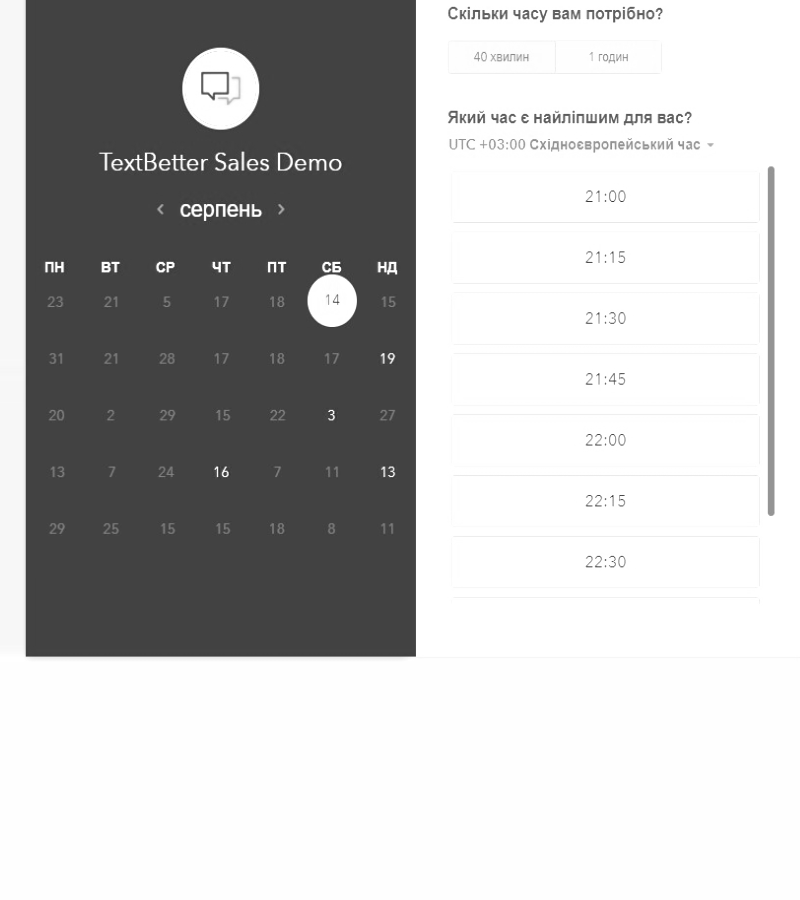 TextBetter Sales Demo
серпень
ПН ВТ СР ЧТ ПТ СБ НД
23 21 5 17 18 14 15
31 21 28 17 18 17 19
20 2 29 15 22 3 27
13 7 24 16 7 11 13
29 25 15 15 18 8 11
Скільки часу вам потрібно?
40 хвилин 1 годин
Який час є найліпшим для вас?
UTC +03:00 Східноєвропейський час
21:00
21:15
21:30
21:45
22:00
22:15
22:30